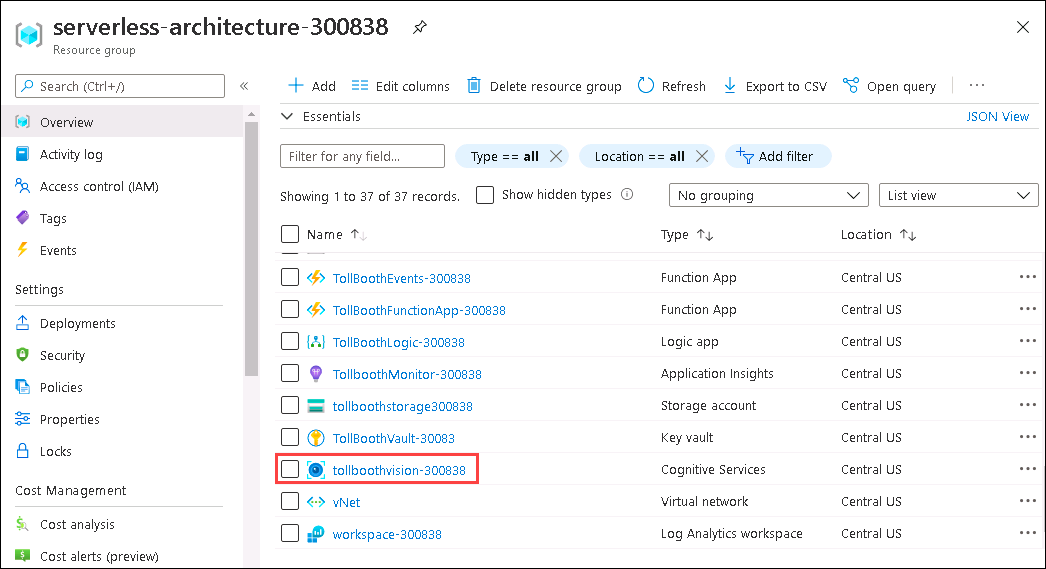 serverless-architecture-300838
Resource group
Search (Ctrl+/)
«
Add
Edit columns
Delete resource group
Refresh
Export to CSV
Open query
...
Overview
Activity log
Access control (IAM)
Tags
Events
Settings
Deployments
Security
Policies
Properties
Locks
Cost Management
Cost analysis
Cost alerts (preview)
Essentials
JSON View
Filter for any field...
Type == all
Location == all
Add filter
Showing 1 to 37 of 37 records.
Show hidden types
No grouping
List view
Name
Type
Location
TollBoothEvents-300838 Function App Central US
TollBoothFunctionApp-300838 Function App Central US
TollBoothLogic-300838 Logic app Central US
TollboothMonitor-300838 Application Insights Central US
tollboothstorage300838 Storage account Central US
TollBoothVault-30083 Key vault Central US
tollboothvision-300838 Cognitive Services Central US
vNet Virtual network Central US
workspace-300838 Log Analytics workspace Central US